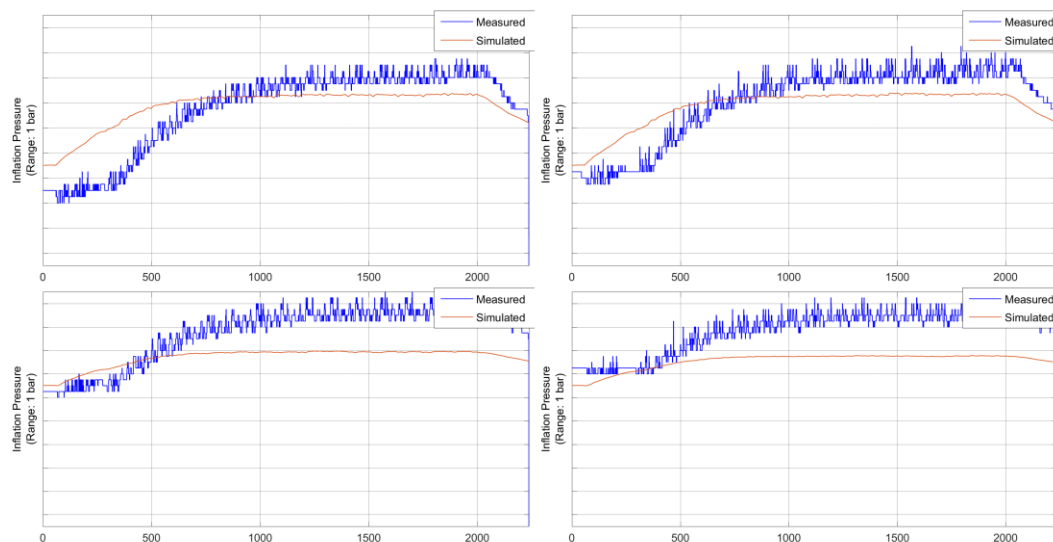 Measured
Simulated
Inflation Pressure
(Range: 1 bar)
0 500 1000 1500 2000
Measured
Simulated
Inflation Pressure
(Range: 1 bar)
0 500 1000 1500 2000
Measured
Simulated
Inflation Pressure
(Range: 1 bar)
0 500 1000 1500 2000
Measured
Simulated
Inflation Pressure
(Range: 1 bar)
0 500 1000 1500 2000